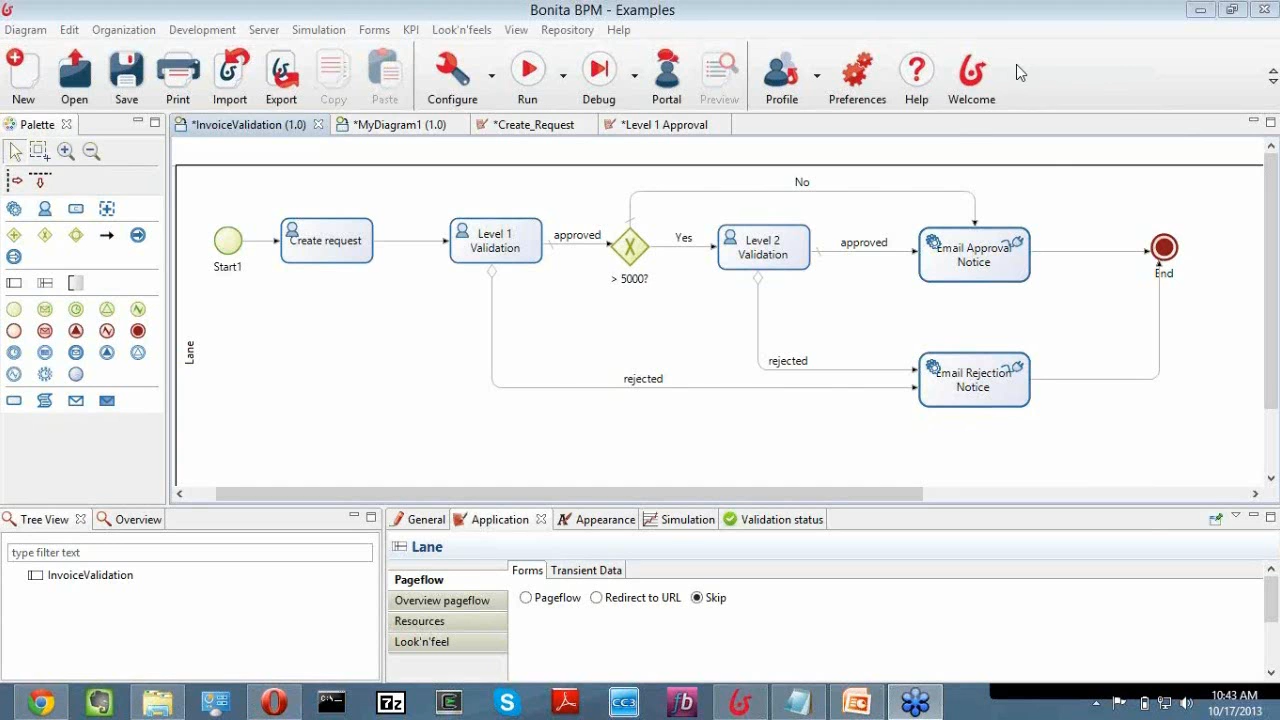 Bonita BPM - Examples
Diagram Edit Organization Development Server Simulation Forms KPI Look'n'feels View Repository Help
New Open Save Print Import Export Copy Paste Configure Run Debug Portal Preview Profile Preferences Help Welcome
Palette *InvoiceValidation (1.0) *MyDiagram1 (1.0) *Create_Request *Level 1 Approval
No
Start1
Create request
Level 1
Validation
approved
> 5000?
Yes
Level 2
Validation
approved
Email Approval
Notice
End
rejected
rejected
Email Rejection
Notice
Lane
Tree View Overview
type filter text
InvoiceValidation
General Application Appearance Simulation Validation status
Lane
Pageflow
Overview pageflow
Resources
Look'n'feel
Forms Transient Data
Pageflow Redirect to URL Skip
7z
CC3
fb
10:43 AM
10/17/2013